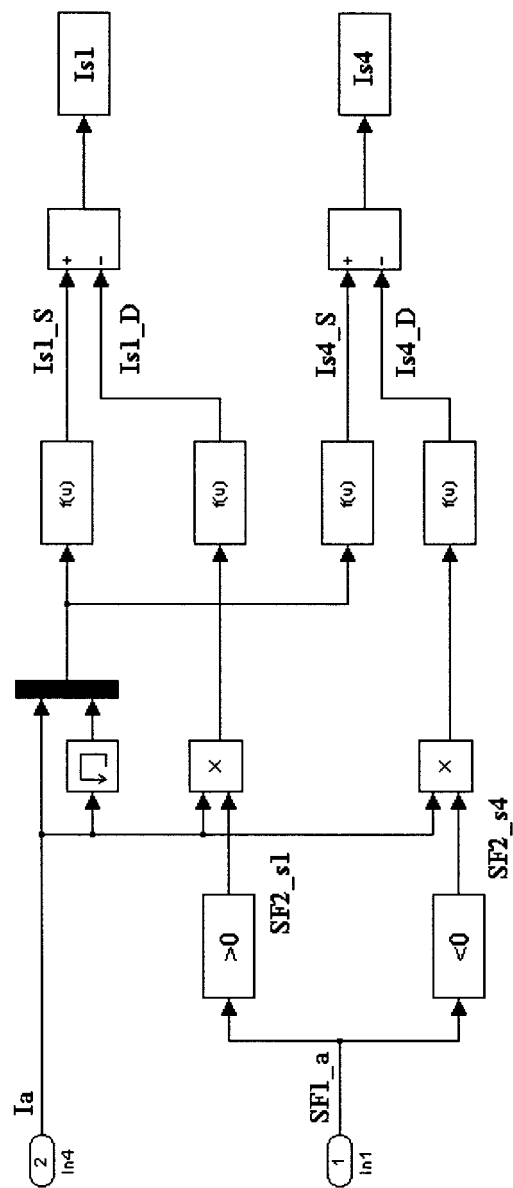 Ia
2
In4
SF1_a
1
In1
>0
<0
SF2_s1
SF2_s4
×
×
f(u)
f(u)
f(u)
f(u)
Is1_S
Is1_D
Is4_S
Is4_D
+
-
+
-
Is1
Is4